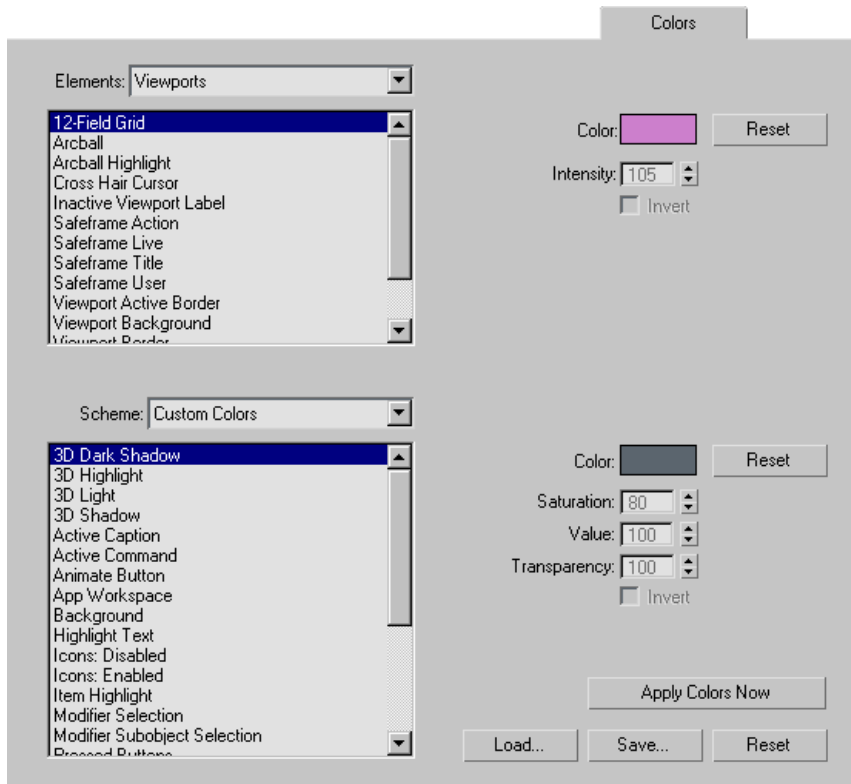 Colors
Elements: Viewports
12-Field Grid
Arcball
Arcball Highlight
Cross Hair Cursor
Inactive Viewport Label
Safeframe Action
Safeframe Live
Safeframe Title
Safeframe User
Viewport Active Border
Viewport Background
Viewport Border
Color: Reset
Intensity: 105
Invert
Scheme: Custom Colors
3D Dark Shadow
3D Highlight
3D Light
3D Shadow
Active Caption
Active Command
Animate Button
App Workspace
Background
Highlight Text
Icons: Disabled
Icons: Enabled
Item Highlight
Modifier Selection
Modifier Subobject Selection
Pressed Buttons
Color: Reset
Saturation: 80
Value: 100
Transparency: 100
Invert
Apply Colors Now
Load... Save... Reset